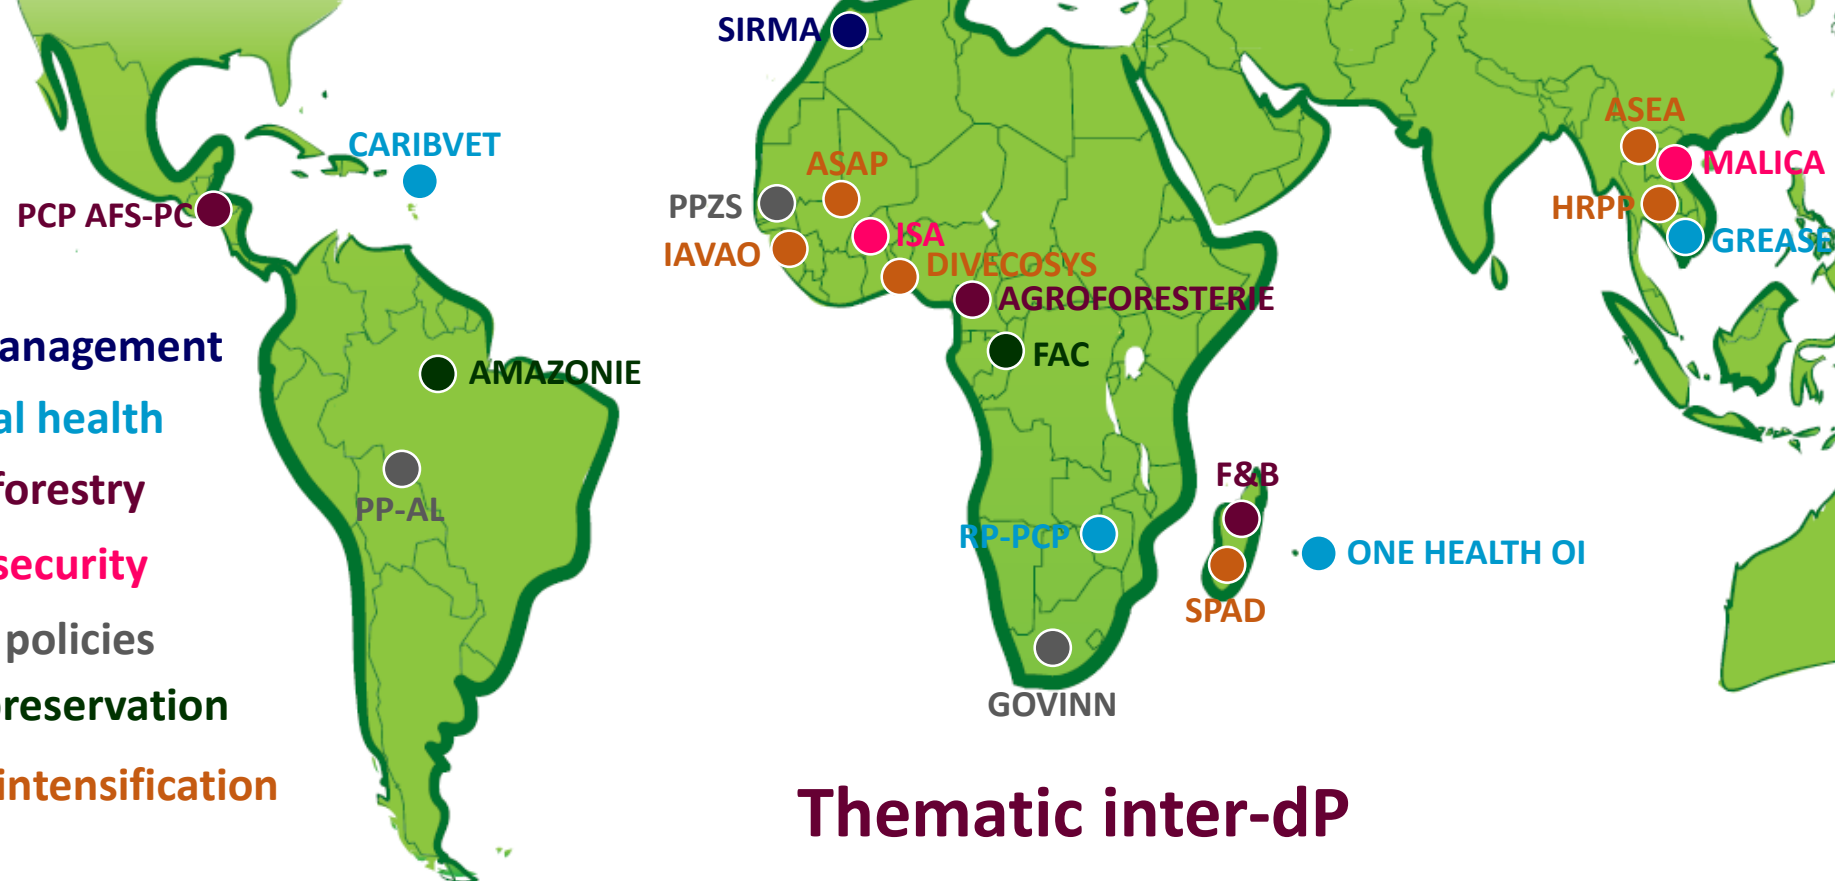 SIRMA
ASEA
CARIBVET
ASAP
MALICA
PPZS
HRPP
PCP AFS-PC
ISA
GREASE
IAVAO
DIVECOSYS
AGROFORESTERIE
anagement
FAC
AMAZONIE
al health
F&B
forestry
PP-AL
RP-PCP
ONE HEALTH OI
security
SPAD
policies
GOVINN
reservation
intensification
Thematic inter-dP